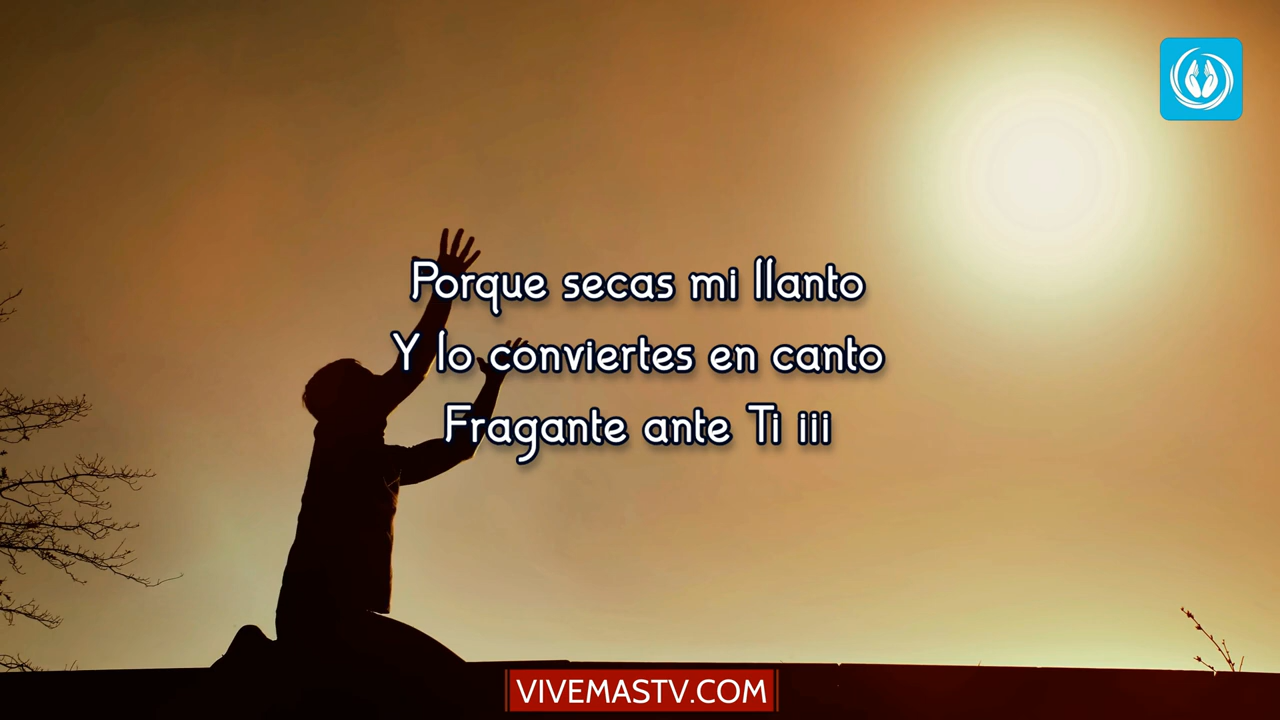 Porque secas mi llanto
Y lo conviertes en canto
Fragante ante Ti iii
VIVEMASTV.COM